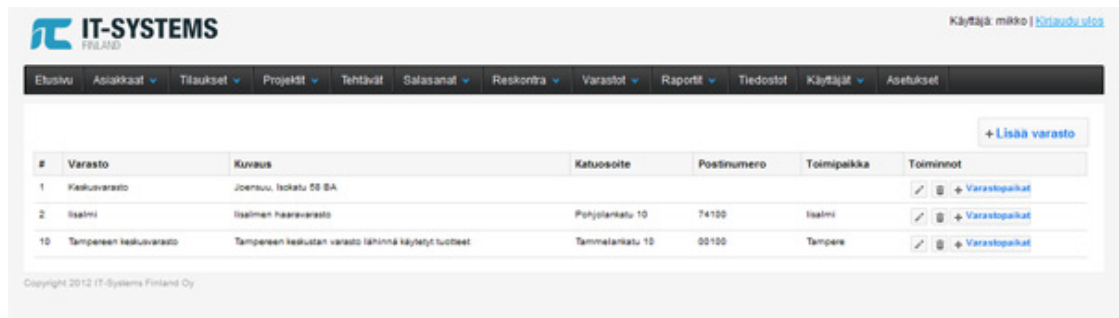 IT-SYSTEMS
FINLAND
Käyttäjä: mikko | Kirjaudu ulos
Etusivu Asiakkaat Tilaukset Projektit Tehtävät Salasanat Reskontra Varastot Raportit Tiedostot Käyttäjät Asetukset
+ Lisää varasto
# Varasto Kuvaus Katuosoite Postinumero Toimipaikka Toiminnot
1 Keskusvarasto Joensuu, Isokatu 56 BA + Varastopaikat
2 Iisalmi Iisalmen haaravarasto Pohjolankatu 10 74100 Iisalmi + Varastopaikat
10 Tampereen keskusvarasto Tampereen keskustan varasto lähinnä käytetyt tuotteet Tammelankatu 10 00100 Tampere + Varastopaikat
Copyright 2012 IT-Systems Finland Oy